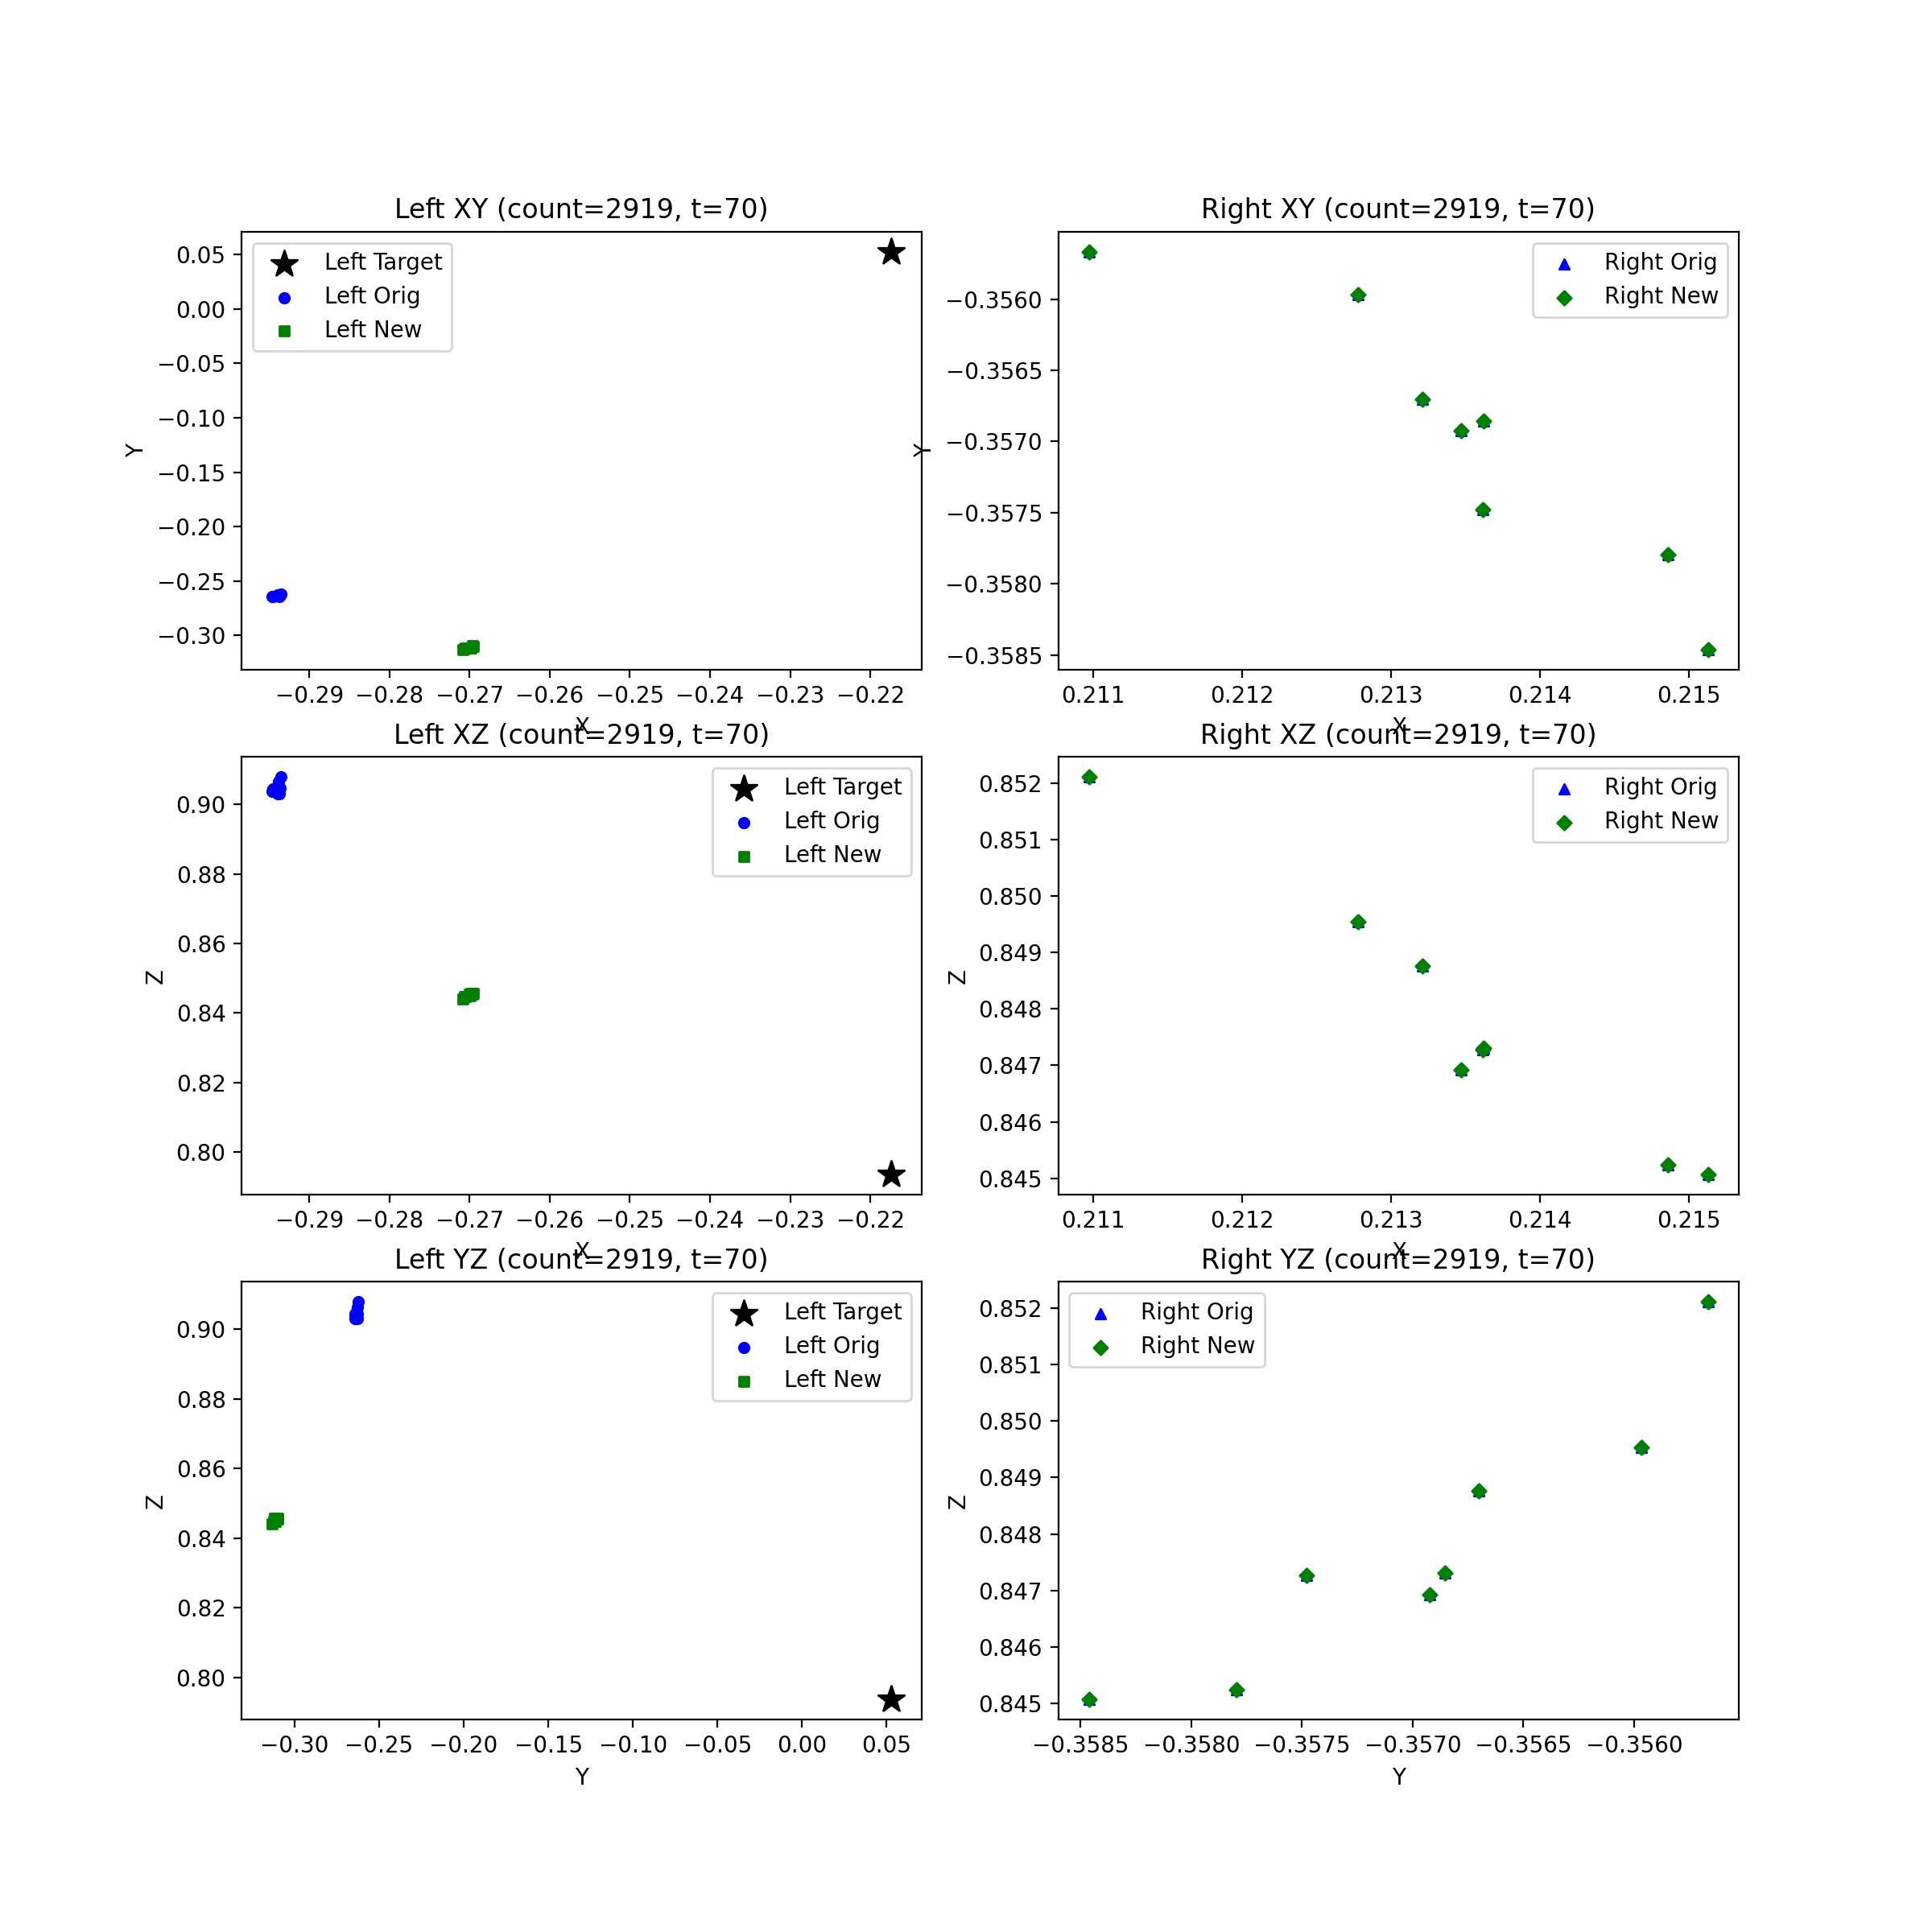 Left XY (count=2919, t=70)
Right XY (count=2919, t=70)
0.05
0.00
−0.05
−0.10
−0.15
−0.20
−0.25
−0.30
Y
Left Target
Left Orig
Left New
−0.29 −0.28 −0.27 −0.26 −0.25 −0.24 −0.23 −0.22
X
−0.3560
−0.3565
−0.3570
−0.3575
−0.3580
−0.3585
Y
Right Orig
Right New
0.211 0.212 0.213 0.214 0.215
X
Left XZ (count=2919, t=70)
Right XZ (count=2919, t=70)
0.90
0.88
0.86
0.84
0.82
0.80
Z
Left Target
Left Orig
Left New
−0.29 −0.28 −0.27 −0.26 −0.25 −0.24 −0.23 −0.22
X
0.852
0.851
0.850
0.849
0.848
0.847
0.846
0.845
Z
Right Orig
Right New
0.211 0.212 0.213 0.214 0.215
X
Left YZ (count=2919, t=70)
Right YZ (count=2919, t=70)
0.90
0.88
0.86
0.84
0.82
0.80
Z
Left Target
Left Orig
Left New
−0.30 −0.25 −0.20 −0.15 −0.10 −0.05 0.00 0.05
Y
0.852
0.851
0.850
0.849
0.848
0.847
0.846
0.845
Z
Right Orig
Right New
−0.3585 −0.3580 −0.3575 −0.3570 −0.3565 −0.3560
Y